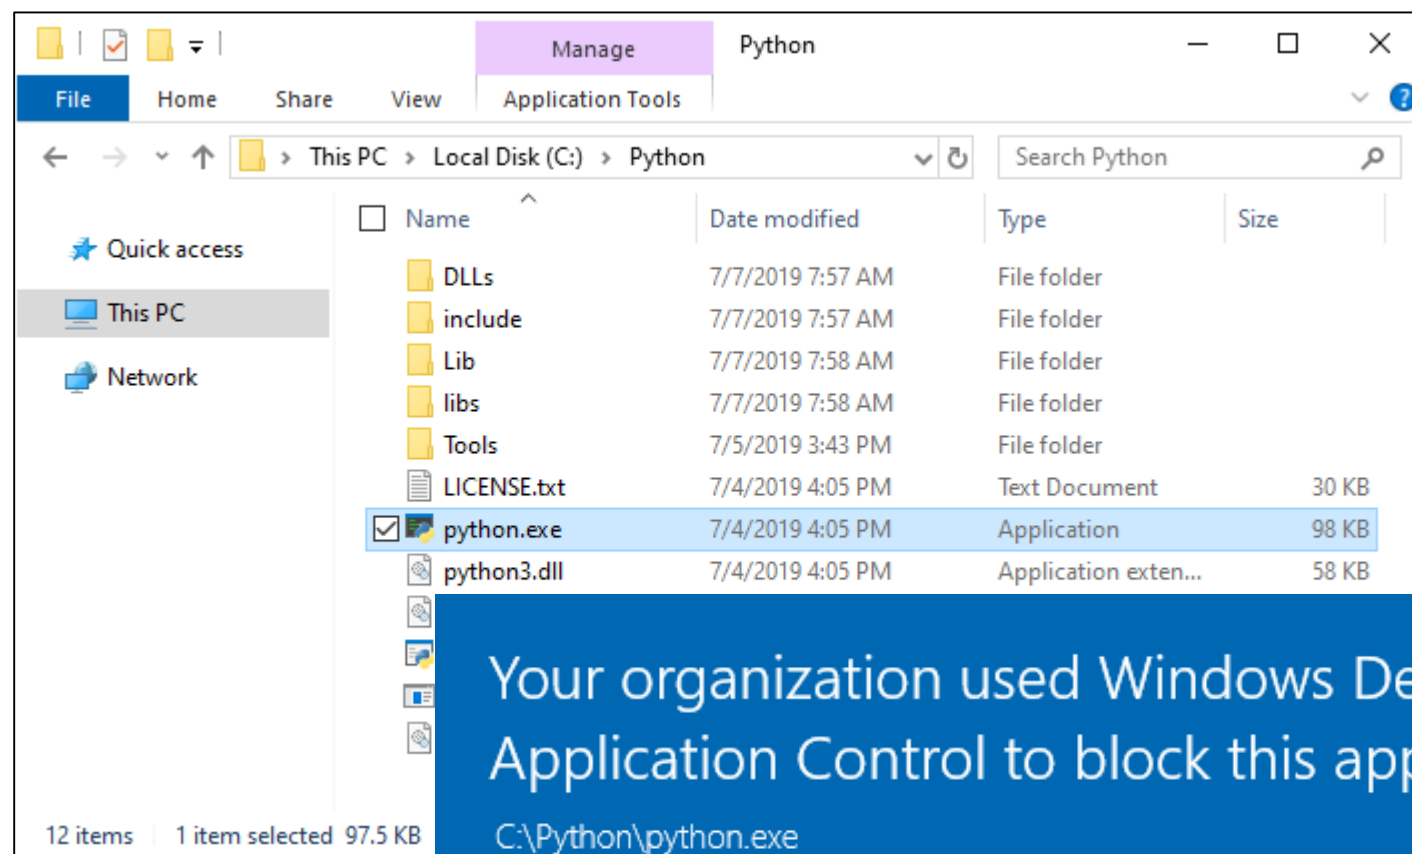 Manage Python
File Home Share View Application Tools
This PC > Local Disk (C:) > Python Search Python
Name Date modified Type Size
Quick access
This PC
Network
DLLs 7/7/2019 7:57 AM File folder
include 7/7/2019 7:57 AM File folder
Lib 7/7/2019 7:58 AM File folder
libs 7/7/2019 7:58 AM File folder
Tools 7/5/2019 3:43 PM File folder
LICENSE.txt 7/4/2019 4:05 PM Text Document 30 KB
python.exe 7/4/2019 4:05 PM Application 98 KB
python3.dll 7/4/2019 4:05 PM Application exten... 58 KB
Your organization used Windows De
Application Control to block this app
C:\Python\python.exe
12 items 1 item selected 97.5 KB